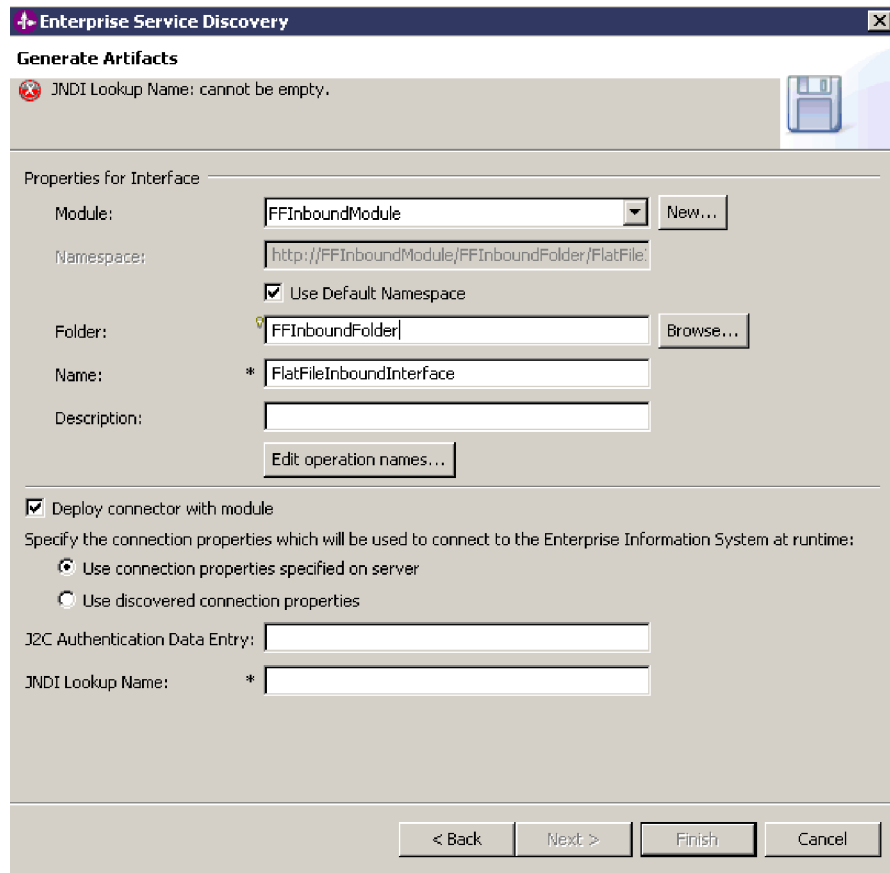 Enterprise Service Discovery
Generate Artifacts
JNDI Lookup Name: cannot be empty.
Properties for Interface
Module: FFInboundModule New...
Namespace: http://FFInboundModule/FFInboundFolder/FlatFile
Use Default Namespace
Folder: FFInboundFolder Browse...
Name: * FlatFileInboundInterface
Description:
Edit operation names...
Deploy connector with module
Specify the connection properties which will be used to connect to the Enterprise Information System at runtime:
Use connection properties specified on server
Use discovered connection properties
J2C Authentication Data Entry:
JNDI Lookup Name: *
< Back Next > Finish Cancel